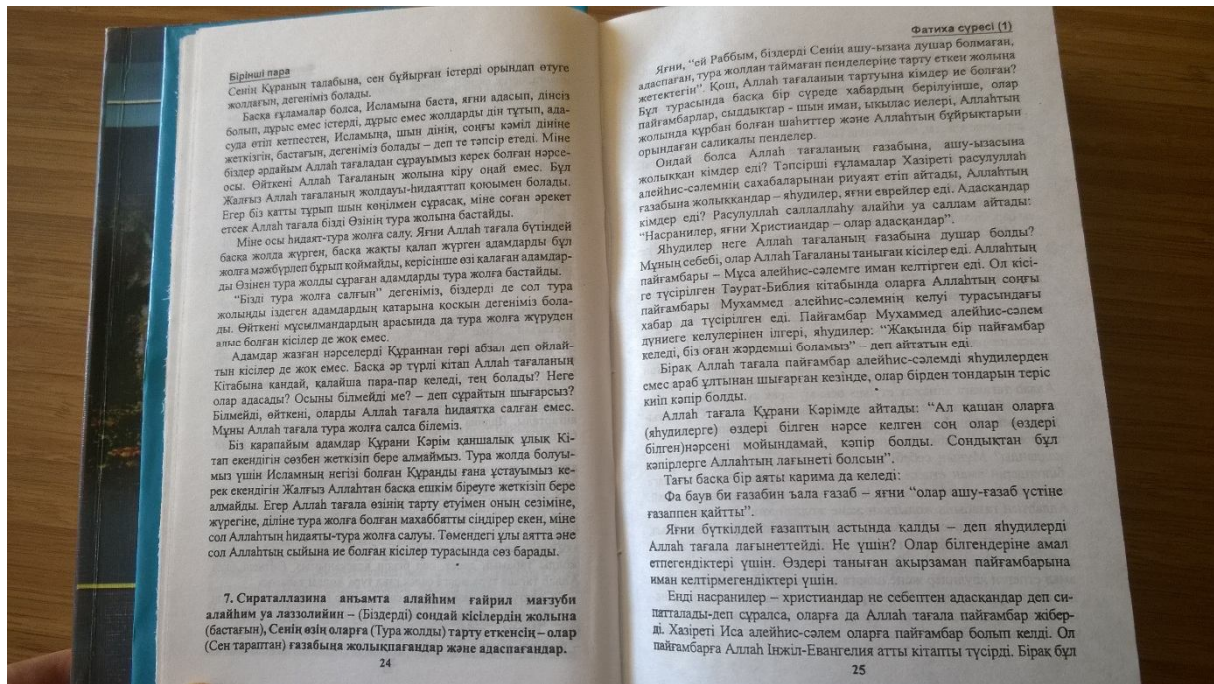 Бірінші пара
Сенің Құраның талабына, сен бұйырған істерді орындап өтуге
жолдағын, дегеніміз болады.
Басқа ғұламалар болса, Исламына баста, яғни адасып, дінсіз
болып, дұрыс емес істерді, дұрыс емес жолдарды дін тұтып, ада-
суда өтіп кетпестен, Исламыңа, шын дінің, соңғы кәміл дініңе
жеткізгін, бастағын, дегеніміз болады – деп те тәпсір етеді. Міне
біздер әрдайым Аллаһ тағаладан сұрауымыз керек болған нәрсе-
осы. Өйткені Аллаһ Тағаланың жолына кіру оңай емес. Бұл
Жалғыз Аллаһ тағаланың жолдауы-һидаяттап қоюымен болады.
Егер біз қатты тұрып шын көңілмен сұрасақ, міне соған әрекет
етсек Аллаһ тағала бізді Өзінің тура жолына бастайды.
Міне осы һидаят-тура жолға салу. Яғни Аллаһ тағала бүтіндей
басқа жолда жүрген, басқа жақты қалап жүрген адамдарды бұл
жолға мәжбүрлеп бұрып қоймайды, керісінше өзі қалаған адамдар-
ды Өзінен тура жолды сұраған адамдарды тура жолға бастайды.
“Бізді тура жолға салғын” дегеніміз, біздерді де сол тура
жолыңды іздеген адамдардың қатарына қосқын дегеніміз бола-
ды. Өйткені мұсылмандардың арасында да тура жолға жүруден
алыс болған кісілер де жоқ емес.
Адамдар жазған нәрселерді Құраннан гөрі абзал деп ойлай-
тын кісілер де жоқ емес. Басқа әр түрлі кітап Аллаһ тағаланың
Кітабына қандай, қалайша пара-пар келеді, тең болады? Неге
олар адасады? Осыны білмейді ме? – деп сұрайтын шығарсыз?
Білмейді, өйткені, оларды Аллаһ тағала һидаятқа салған емес.
Мұны Аллаһ тағала тура жолға салса білеміз.
Біз қарапайым адамдар Құрани Кәрім қаншалық ұлық Кі-
тап екендігін сөзбен жеткізіп бере алмаймыз. Тура жолда болуы-
мыз үшін Исламның негізі болған Құранды ғана ұстауымыз ке-
рек екендігін Жалғыз Аллаһтан басқа ешкім біреуге жеткізіп бере
алмайды. Егер Аллаһ тағала өзінің тарту етуімен оның сезіміне,
жүрегіне, діліне тура жолға болған махаббатты сіңдірер екен, міне
сол Аллаһтың һидаяты-тура жолға салуы. Төмендегі ұлы аятта әне
сол Аллаһтың сыйына ие болған кісілер турасында сөз барады.
7. Сираталлазина анъамта алайһим ғайрил мағзуби
алайһим уа лаззолийин – (Біздерді) сондай кісілердің жолына
(бастағын), Сенің өзің оларға (Тура жолды) тарту еткенсің – олар
(Сен тараптан) ғазабыңа жолықпағандар және адаспағандар.
24
Фатиха сүресі (1)
Яғни, “ей Раббым, біздерді Сенің ашу-ызаңа душар болмаған,
адаспаған, тура жолдан таймаған пенделеріңе тарту еткен жолыңа
жетектегін”. Қош, Аллаһ тағаланың тартуына кімдер ие болған?
Бұл турасында басқа бір сүреде хабардың берілуінше, олар
пайғамбарлар, сыддықтар - шын иман, ықылас иелері, Аллаһтың
жолында құрбан болған шаһиттер және Аллаһтың бұйрықтарын
орындаған салиқалы пенделер.
Ондай болса Аллаһ тағаланың ғазабына, ашу-ызасына
жолыққан кімдер еді? Тәпсірші ғұламалар Хазіреті расулуллаһ
алейһис-сәлемнің сахабаларынан риуаят етіп айтады, Аллаһтың
ғазабына жолыққандар – яһудилер, яғни еврейлер еді. Адасқандар
кімдер еді? Расулуллаһ саллаллаһу алайһи уа саллам айтады:
“Насранилер, яғни Христиандар – олар адасқандар”.
Яһудилер неге Аллаһ тағаланың ғазабына душар болды?
Мұның себебі, олар Аллаһ Тағаланы таныған кісілер еді. Аллаһтың
пайғамбары – Мұса алейһис-сәлемге иман келтірген еді. Ол кісі-
ге түсірілген Тәурат-Библия кітабында оларға Аллаһтың соңғы
пайғамбары Мухаммед алейһис-сәлемнің келуі турасындағы
хабар да түсірілген еді. Пайғамбар Мухаммед алейһис-сәлем
дүниеге келулерінен ілгері, яһудилер: “Жақында бір пайғамбар
келеді, біз оған жәрдемші боламыз” – деп айтатын еді.
Бірақ Аллаһ тағала пайғамбар алейһис-сәлемді яһудилерден
емес араб ұлтынан шығарған кезінде, олар бірден тондарын теріс
киіп кәпір болды.
Аллаһ тағала Құрани Кәрімде айтады: “Ал қашан оларға
(яһудилерге) өздері білген нәрсе келген соң олар (өздері
білген)нәрсені мойындамай, кәпір болды. Сондықтан бұл
кәпірлерге Аллаһтың лағынеті болсын”.
Тағы басқа бір аяты карима да келеді:
Фа баув би ғазабин ъала ғазаб – яғни “олар ашу-ғазаб үстіне
ғазаппен қайтты”.
Яғни бүткілдей ғазаптың астында қалды – деп яһудилерді
Аллаһ тағала лағынеттейді. Не үшін? Олар білгендеріне амал
етпегендіктері үшін. Өздері таныған ақырзаман пайғамбарына
иман келтірмегендіктері үшін.
Енді насранилер – христиандар не себептен адасқандар деп си-
патталады-деп сұралса, оларға да Аллаһ тағала пайғамбар жібер-
ді. Хазіреті Иса алейһис-сәлем оларға пайғамбар болып келді. Ол
пайғамбарға Аллаһ Інжіл-Евангелия атты кітапты түсірді. Бірақ бұл
25